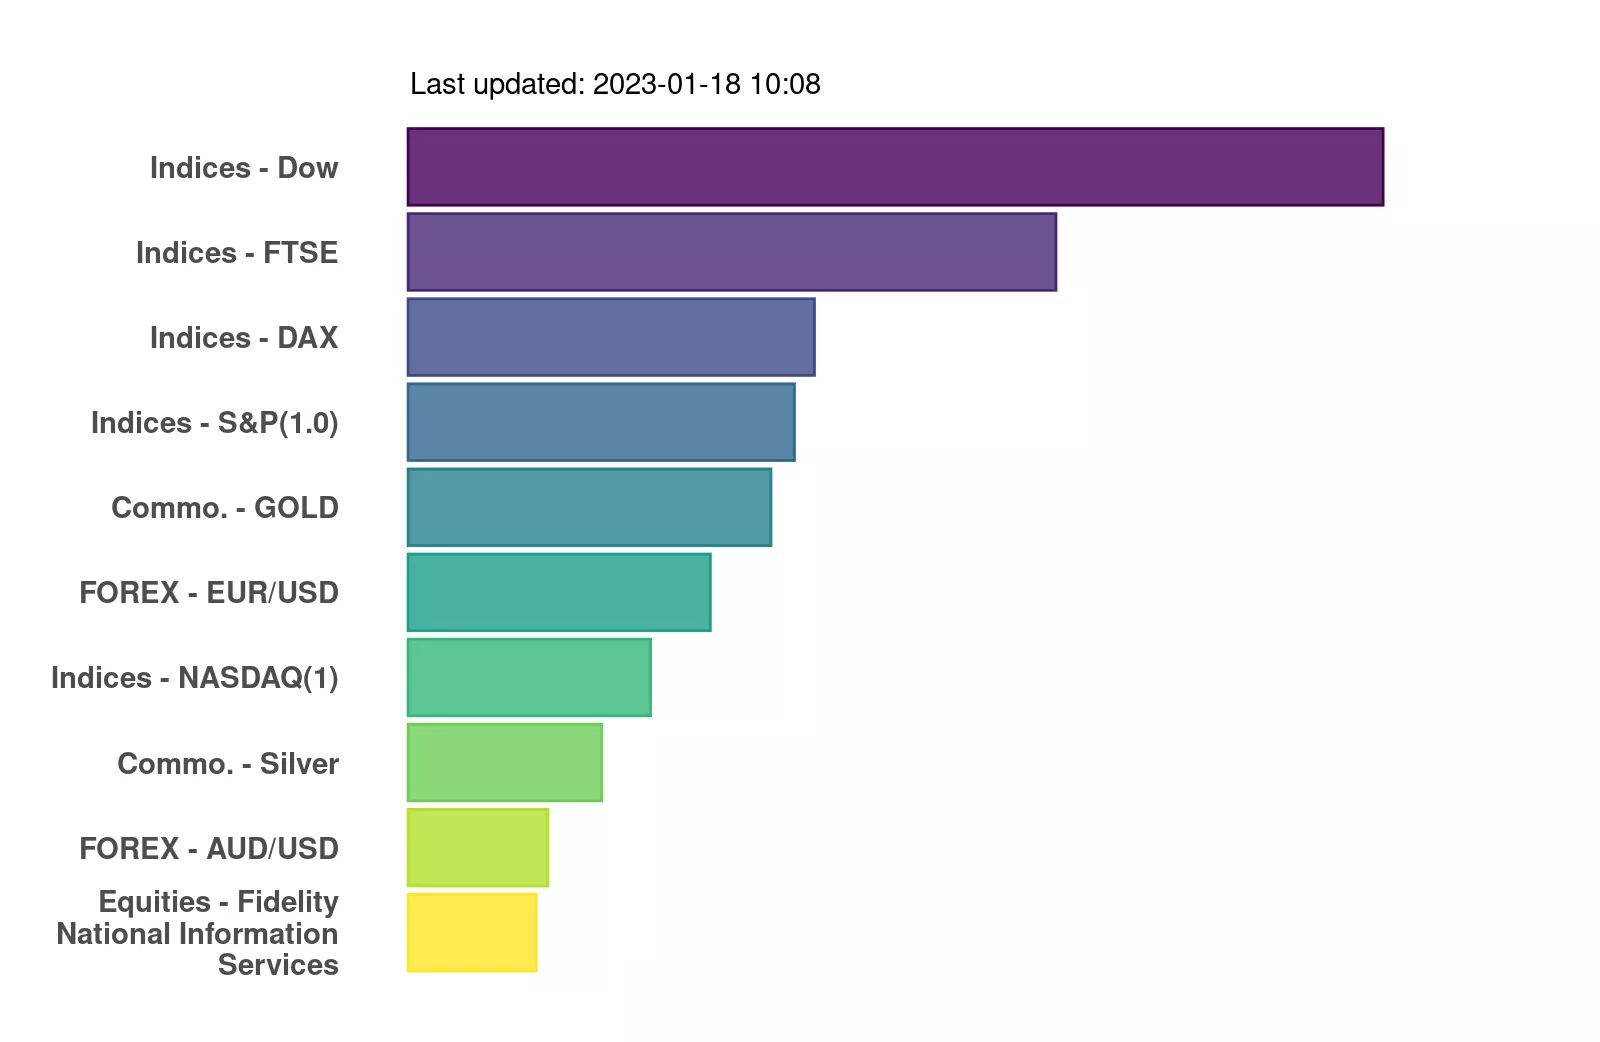 Last updated: 2023-01-18 10:08
Indices - Dow
Indices - FTSE
Indices - DAX
Indices - S&P(1.0)
Commo. - GOLD
FOREX - EUR/USD
Indices - NASDAQ(1)
Commo. - Silver
FOREX - AUD/USD
Equities - Fidelity
National Information
Services